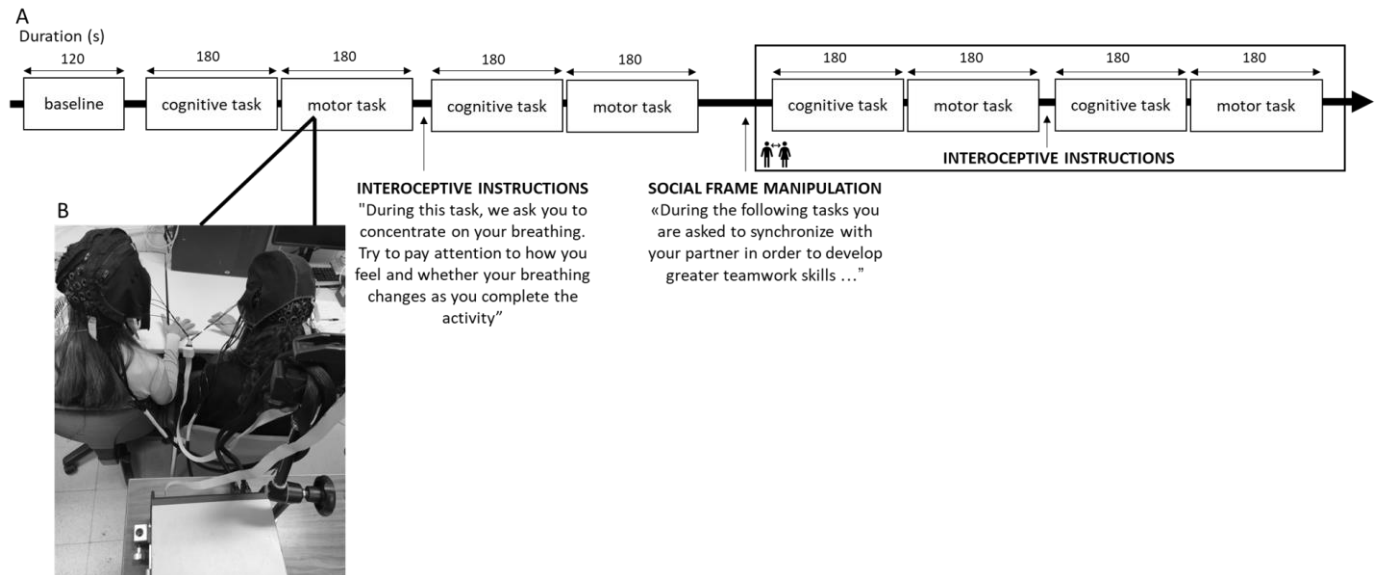 A
Duration (s)
120 180 180 180 180 180 180 180 180
baseline cognitive task motor task cognitive task motor task cognitive task motor task cognitive task motor task
INTEROCEPTIVE INSTRUCTIONS
"During this task, we ask you to
concentrate on your breathing.
Try to pay attention to how you
feel and whether your breathing
changes as you complete the
activity”
SOCIAL FRAME MANIPULATION
«During the following tasks you
are asked to synchronize with
your partner in order to develop
greater teamwork skills …”
INTEROCEPTIVE INSTRUCTIONS
B